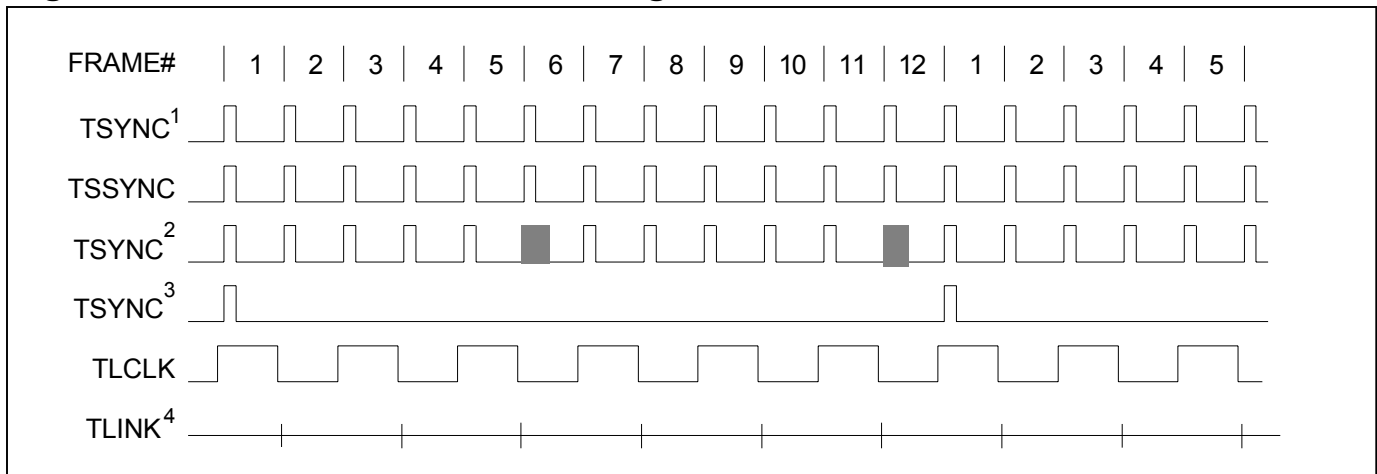 FRAME# 1 2 3 4 5 6 7 8 9 10 11 12 1 2 3 4 5
TSYNC1
TSSYNC
TSYNC2
TSYNC3
TLCLK
TLINK4